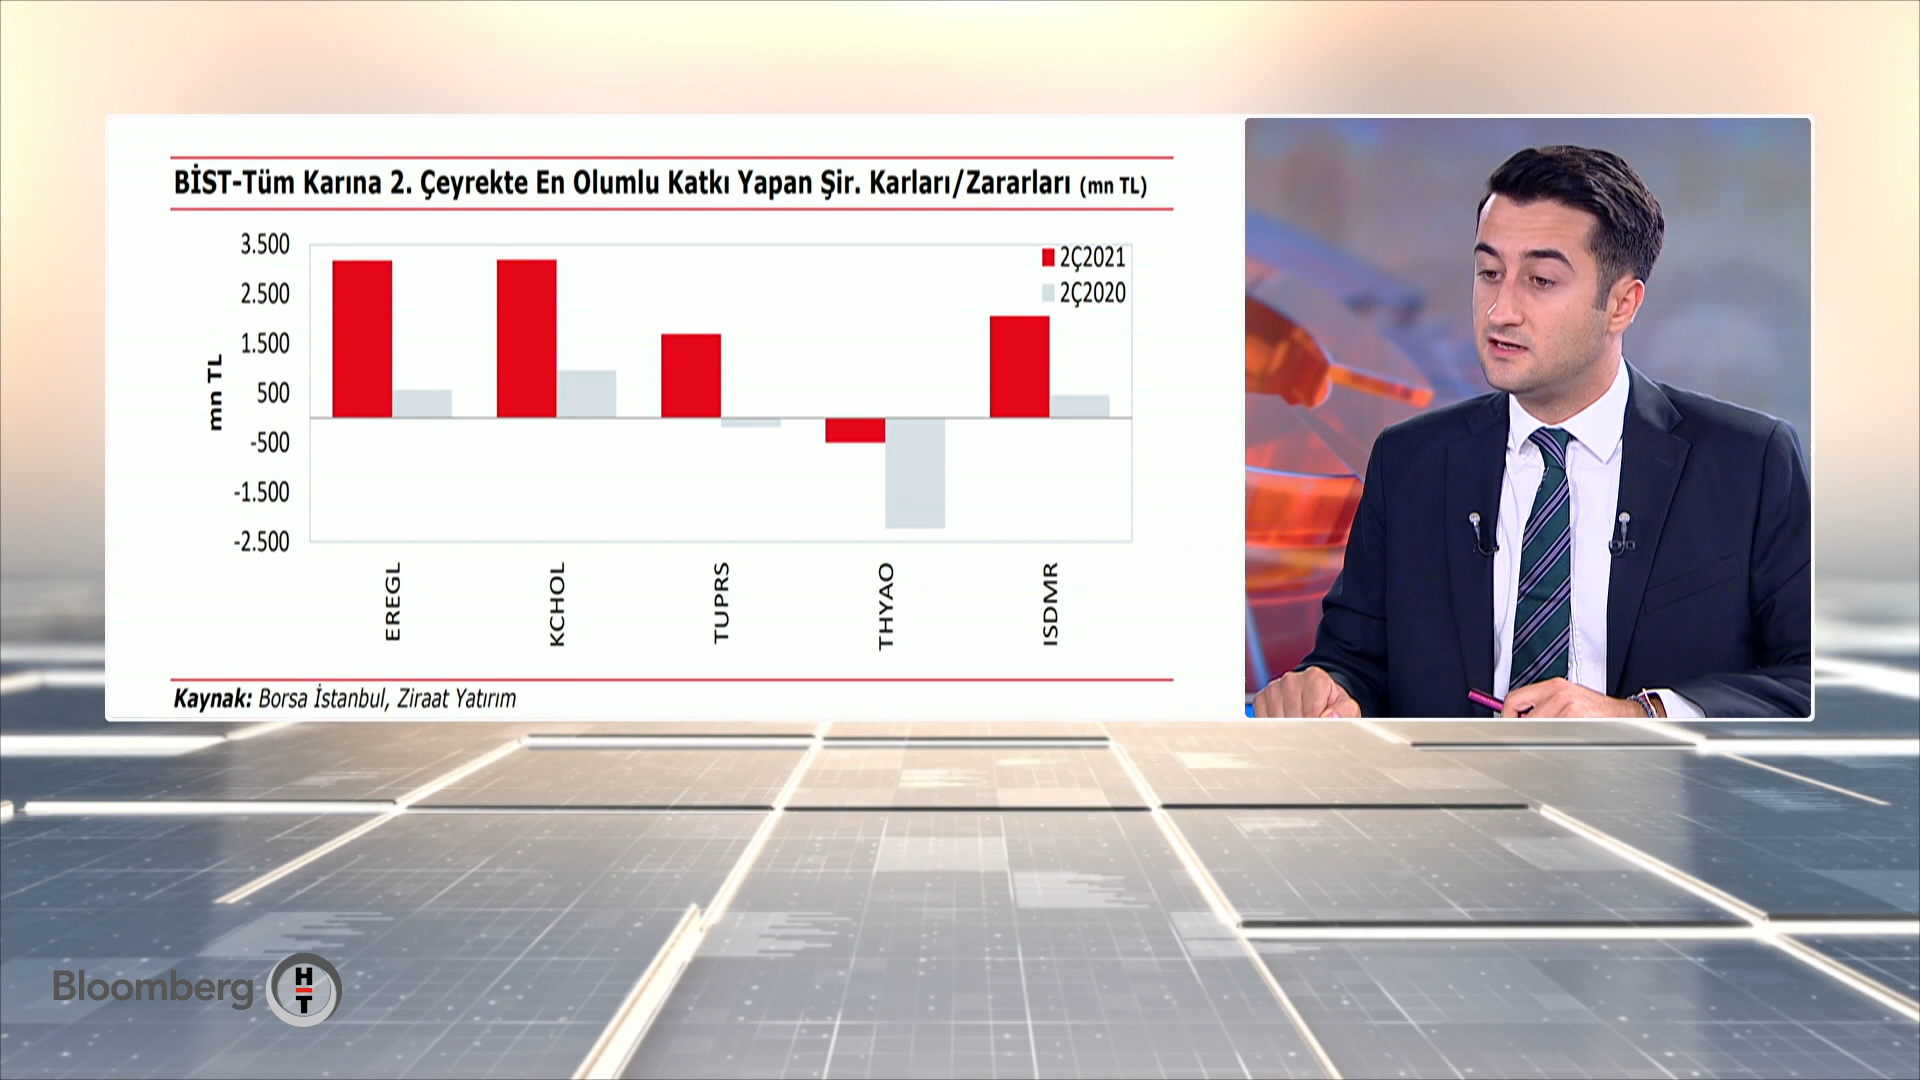 BİST-Tüm Karına 2. Çeyrekte En Olumlu Katkı Yapan Şir. Karları/Zararları (mn TL)
3.500
2.500
1.500
500
-500
-1.500
-2.500
mn TL
2Ç2021
2Ç2020
EREGL
KCHOL
TUPRS
THYAO
ISDMR
Kaynak: Borsa İstanbul, Ziraat Yatırım
Bloomberg HT